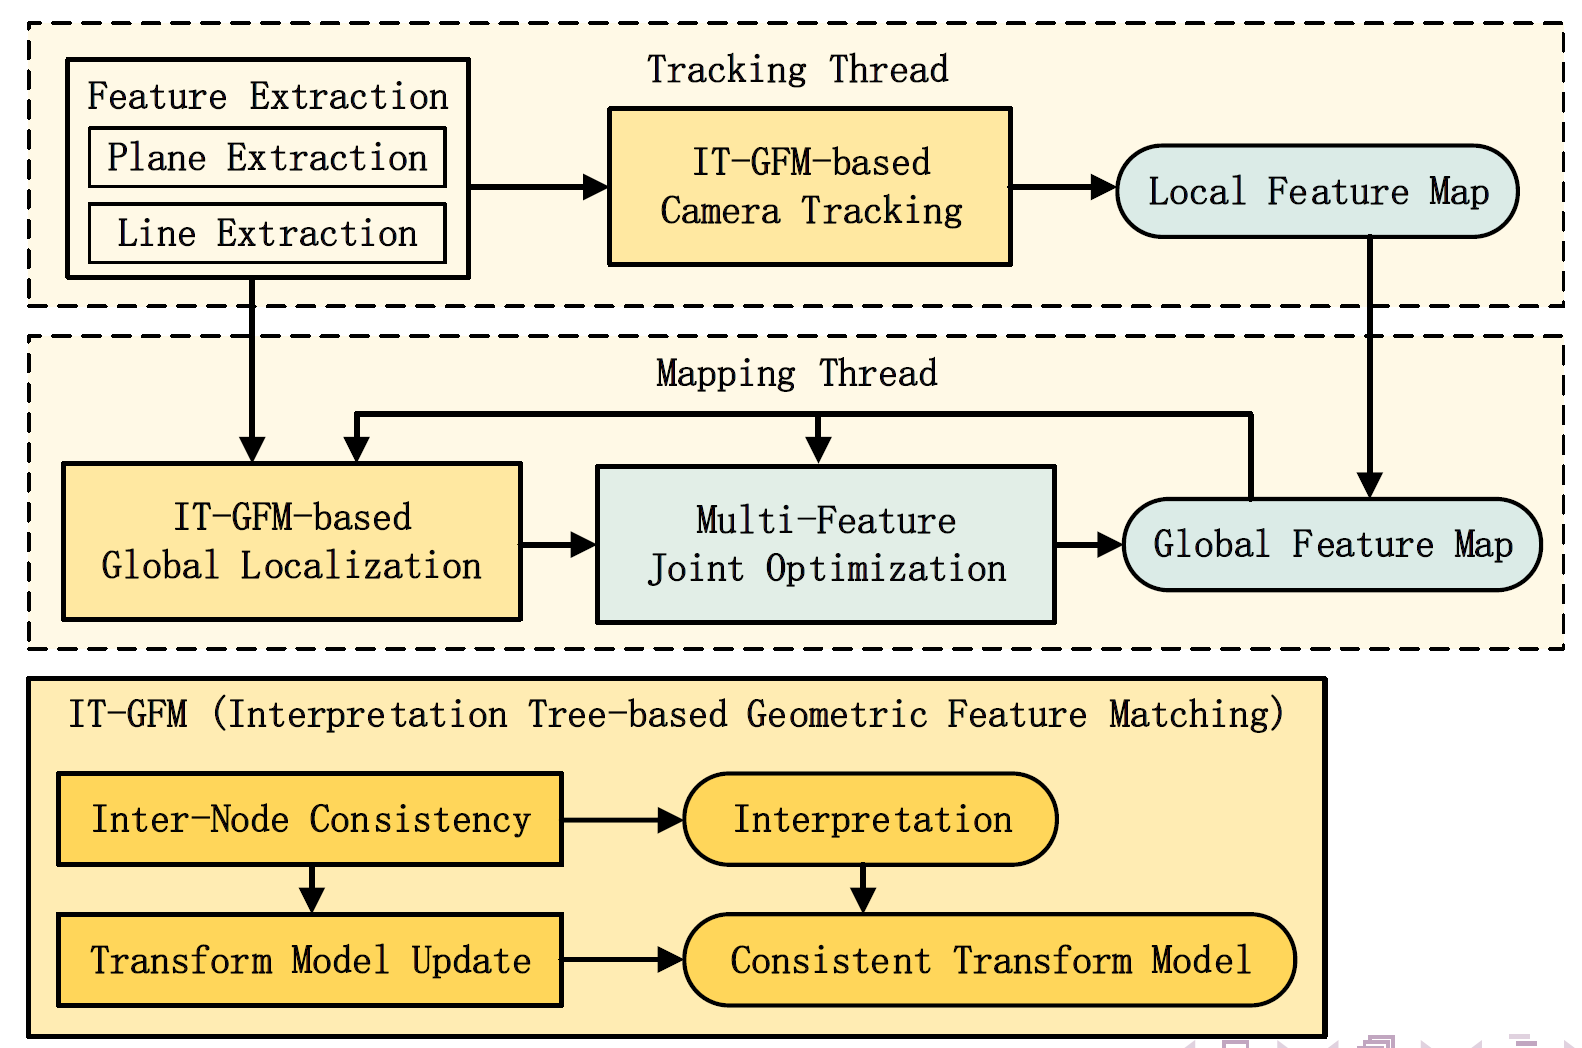 Tracking Thread
Feature Extraction
Plane Extraction
Line Extraction
IT-GFM-based
Camera Tracking
Local Feature Map
Mapping Thread
IT-GFM-based
Global Localization
Multi-Feature
Joint Optimization
Global Feature Map
IT-GFM (Interpretation Tree-based Geometric Feature Matching)
Inter-Node Consistency
Interpretation
Transform Model Update
Consistent Transform Model